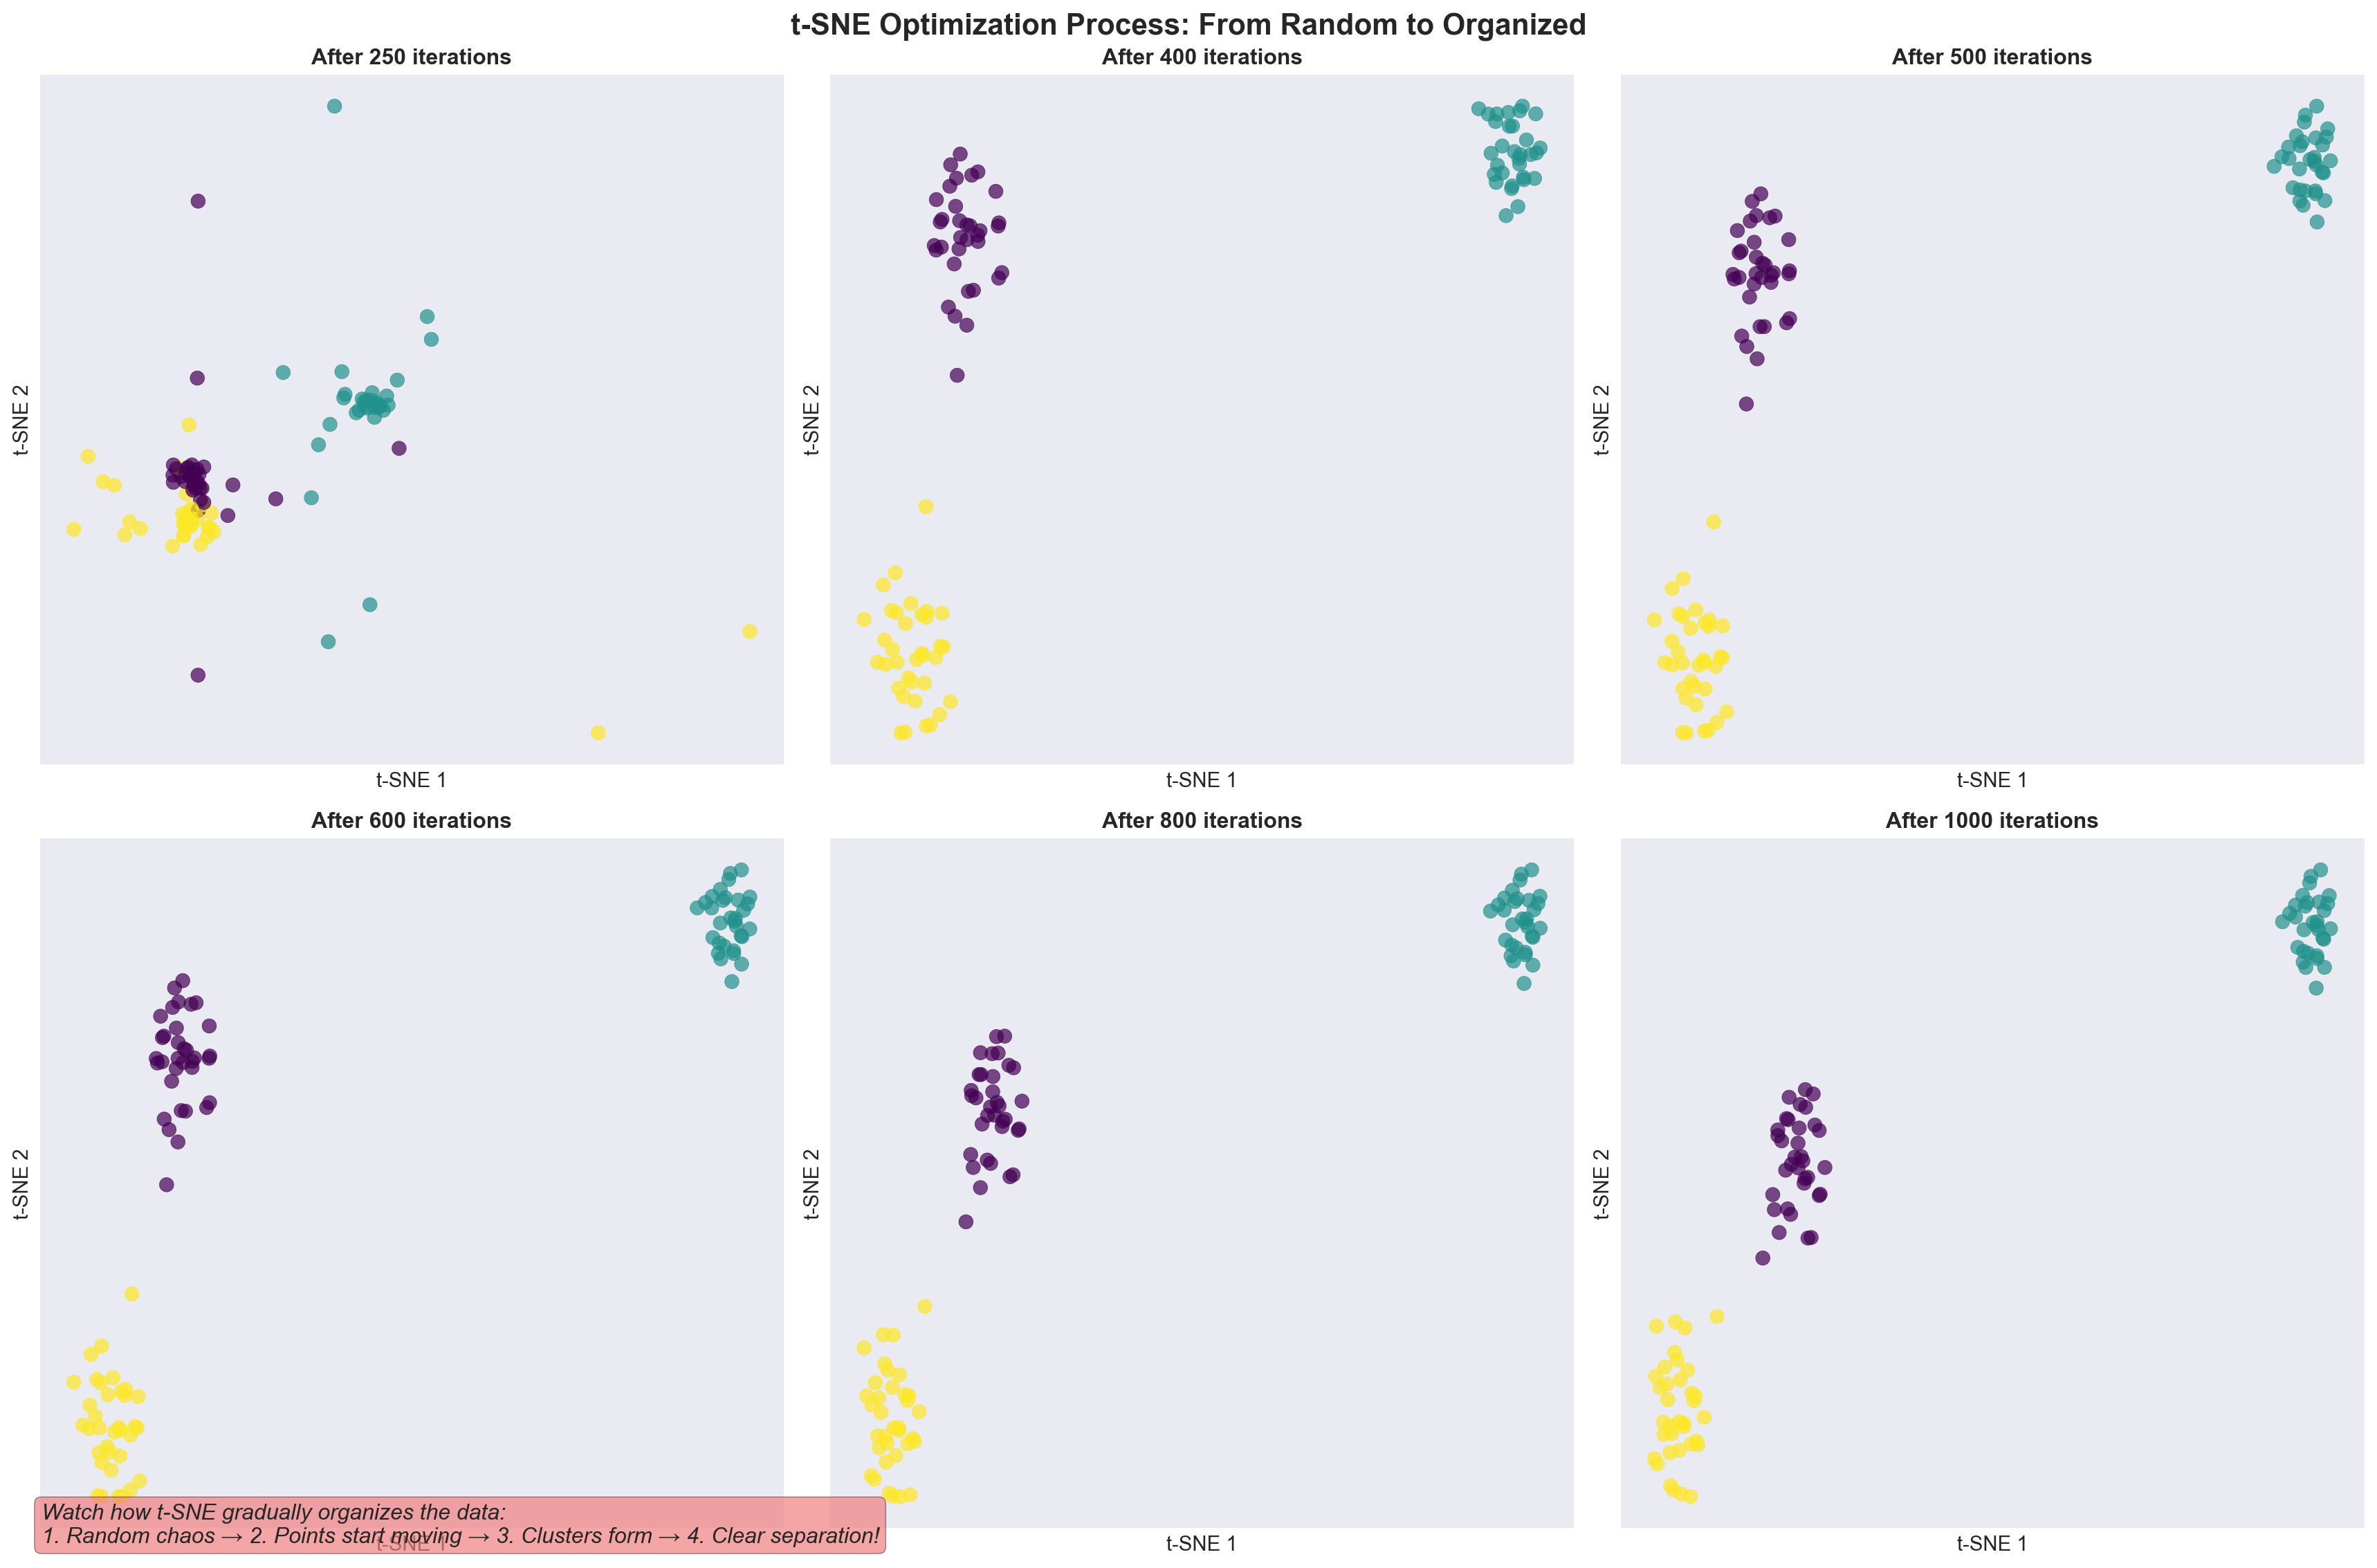 t-SNE Optimization Process: From Random to Organized
After 250 iterations
After 400 iterations
After 500 iterations
t-SNE 2
t-SNE 2
t-SNE 2
t-SNE 1
t-SNE 1
t-SNE 1
After 600 iterations
After 800 iterations
After 1000 iterations
t-SNE 2
t-SNE 2
t-SNE 2
Watch how t-SNE gradually organizes the data:
1. Random chaos → 2. Points start moving → 3. Clusters form → 4. Clear separation!
t-SNE 1
t-SNE 1
t-SNE 1